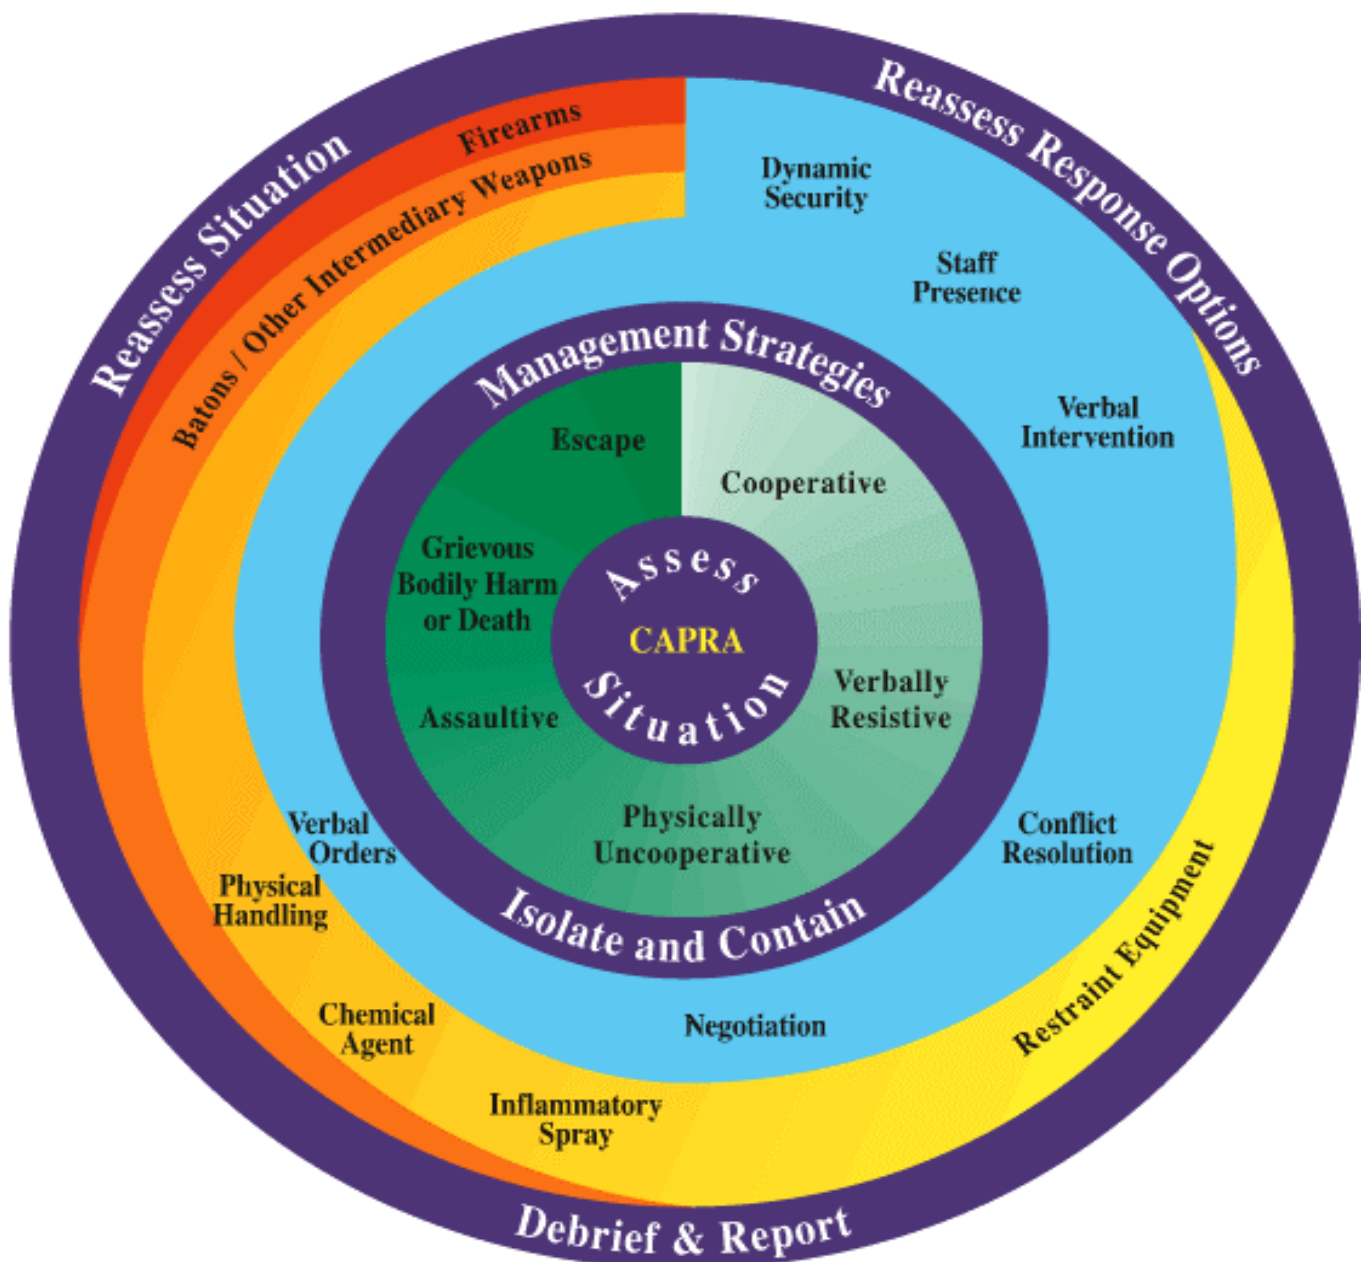 Reassess Situation
Reassess Response Options
Firearms
Batons / Other Intermediary Weapons
Dynamic
Security
Staff
Presence
Verbal
Intervention
Conflict
Resolution
Restraint Equipment
Negotiation
Inflammatory
Spray
Chemical
Agent
Physical
Handling
Verbal
Orders
Management Strategies
Isolate and Contain
Escape
Cooperative
Grievous
Bodily Harm
or Death
Verbally
Resistive
Assaultive
Physically
Uncooperative
Assess
CAPRA
Situation
Debrief & Report